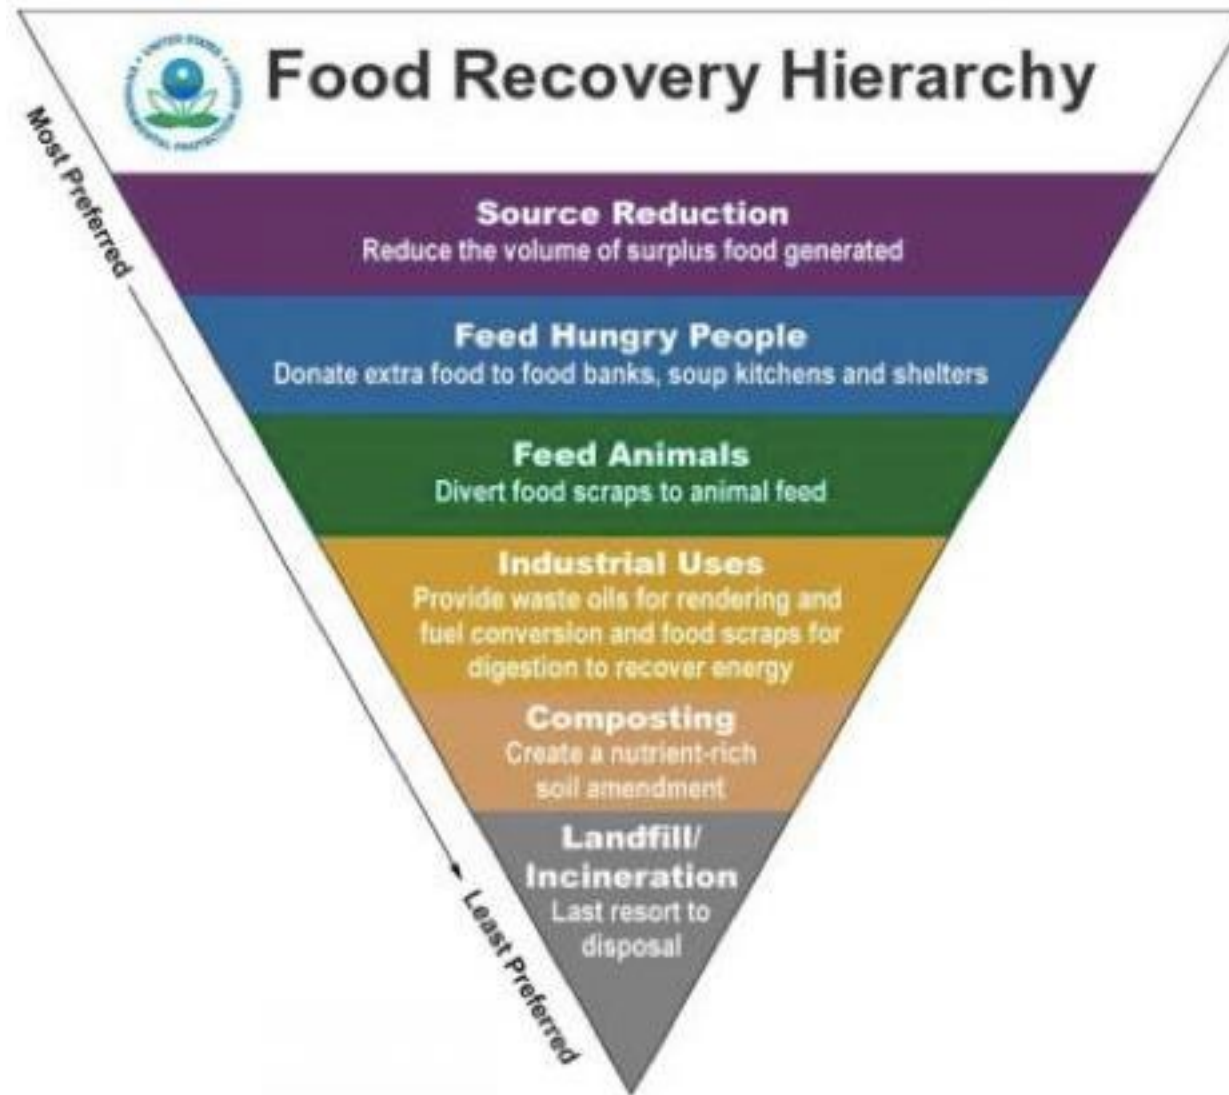 Food Recovery Hierarchy
Most Preferred
Source Reduction
Reduce the volume of surplus food generated
Feed Hungry People
Donate extra food to food banks, soup kitchens and shelters
Feed Animals
Divert food scraps to animal feed
Industrial Uses
Provide waste oils for rendering and
fuel conversion and food scraps for
digestion to recover energy
Composting
Create a nutrient-rich
soil amendment
Landfill/
Incineration
Last resort to
disposal
Least Preferred